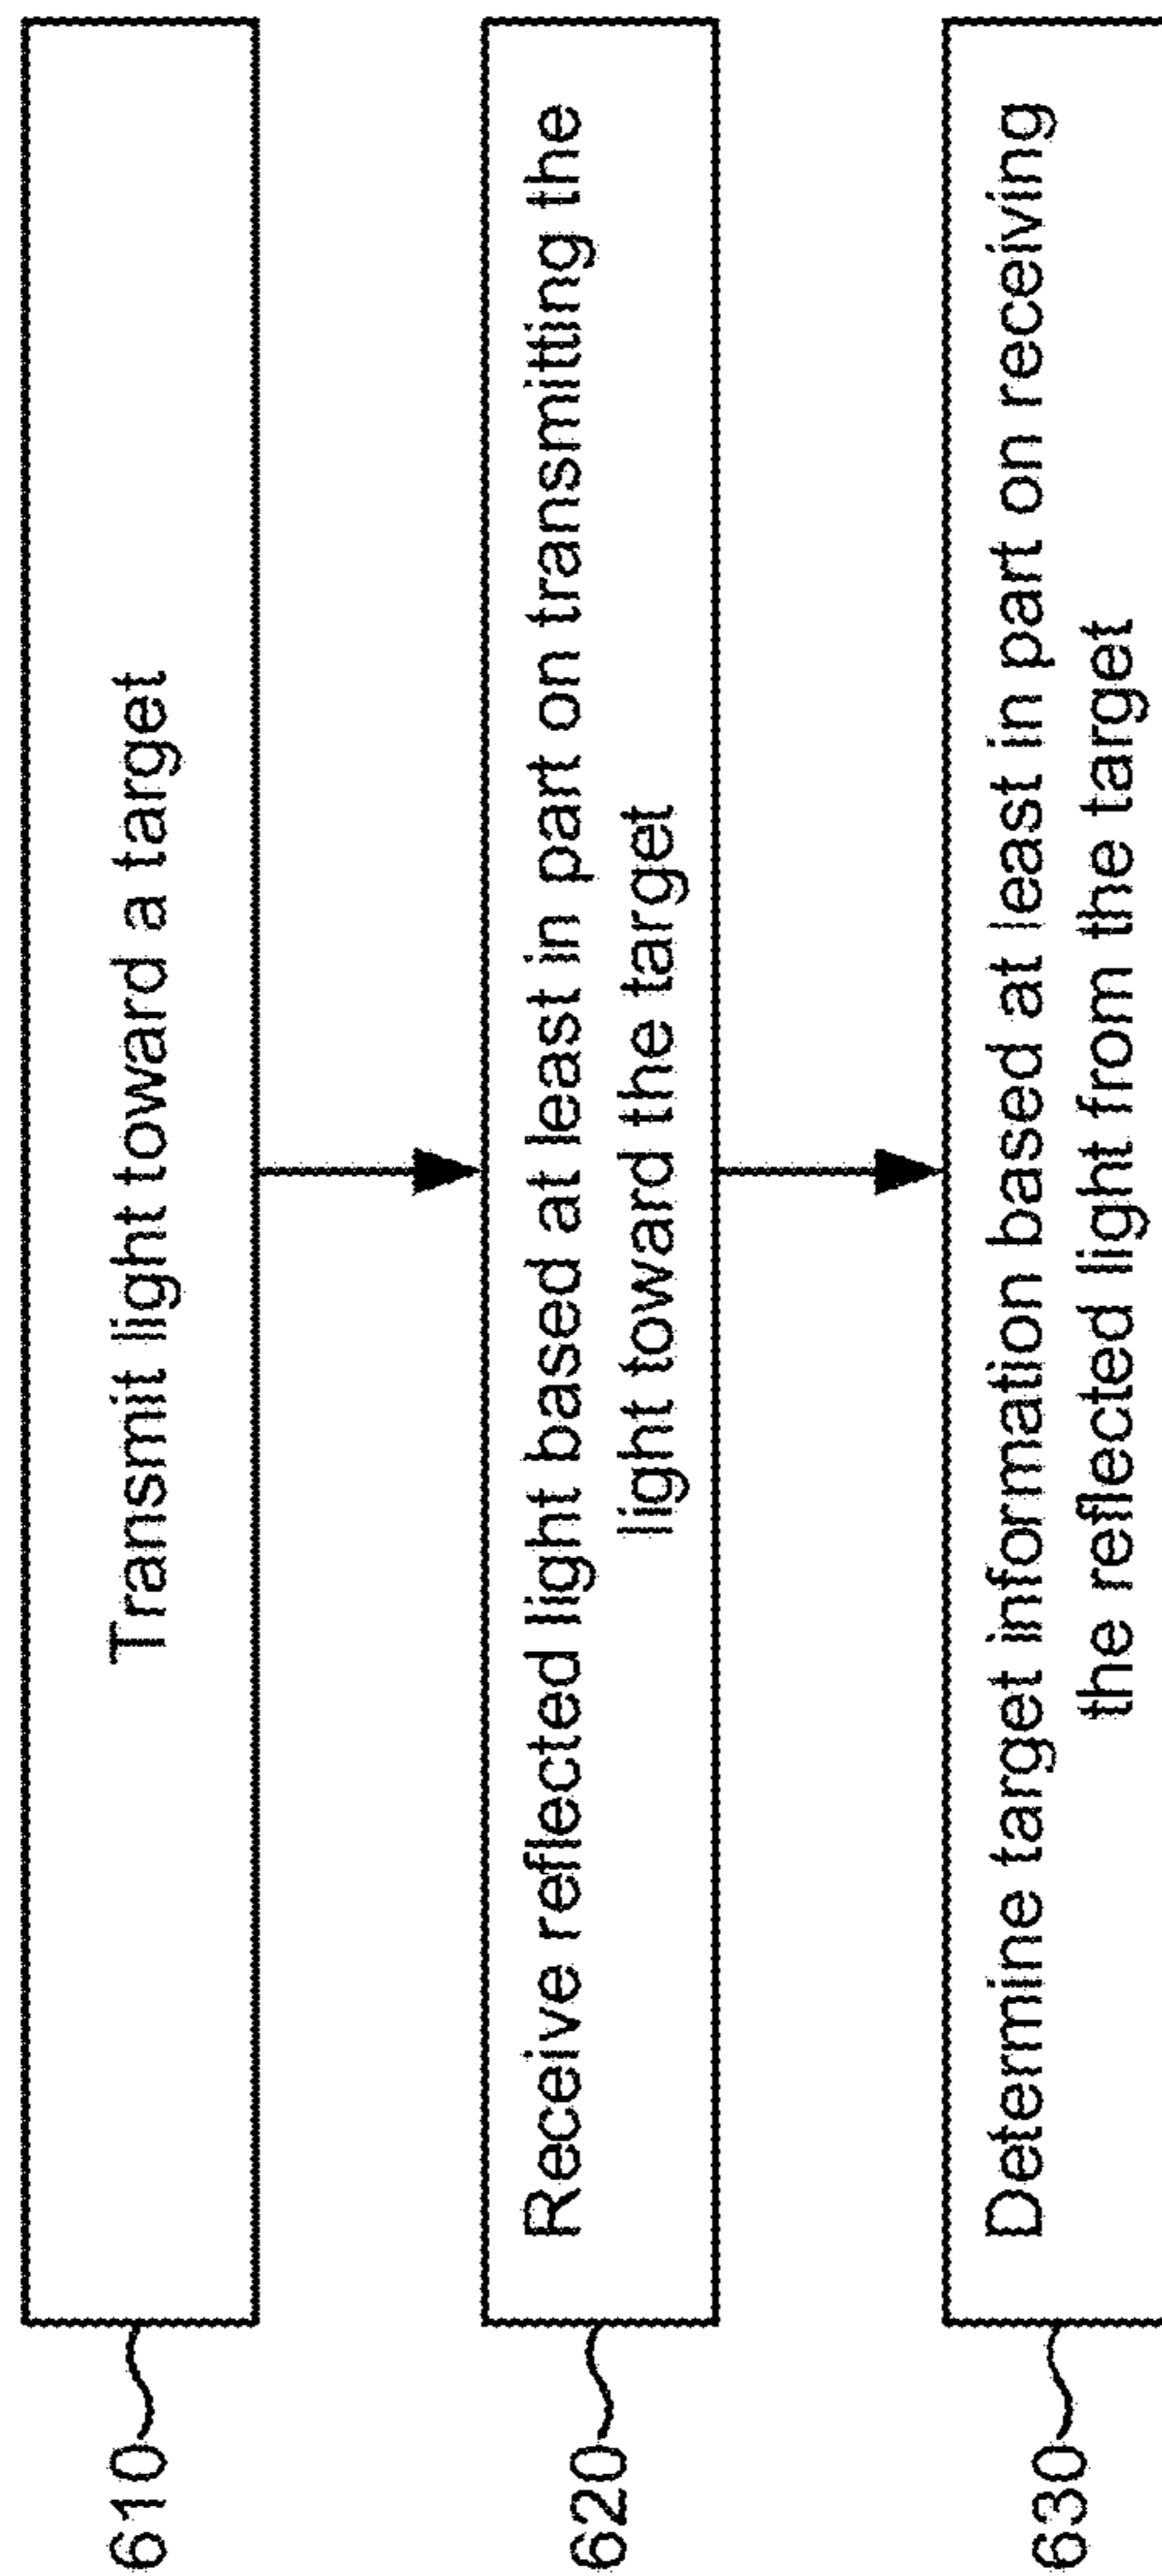 610
Transmit light toward a target
620
Receive reflected light based at least in part on transmitting the
light toward the target
630
Determine target information based at least in part on receiving
the reflected light from the target